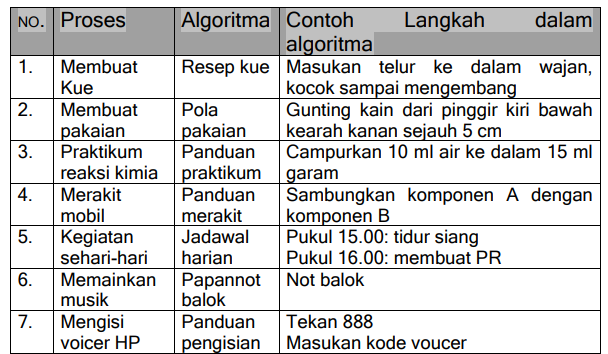 NO. Proses Algoritma Contoh Langkah dalam
algoritma
1. Membuat Resep kue Masukan telur ke dalam wajan,
Kue kocok sampai mengembang
2. Membuat Pola Gunting kain dari pinggir kiri bawah
pakaian pakaian kearah kanan sejauh 5 cm
3. Praktikum Panduan Campurkan 10 ml air ke dalam 15 ml
reaksi kimia praktikum garam
4. Merakit Panduan Sambungkan komponen A dengan
mobil merakit komponen B
5. Kegiatan Jadawal Pukul 15.00: tidur siang
sehari-hari harian Pukul 16.00: membuat PR
6. Memainkan Papannot Not balok
musik balok
7. Mengisi Panduan Tekan 888
voicer HP pengisian Masukan kode voucer